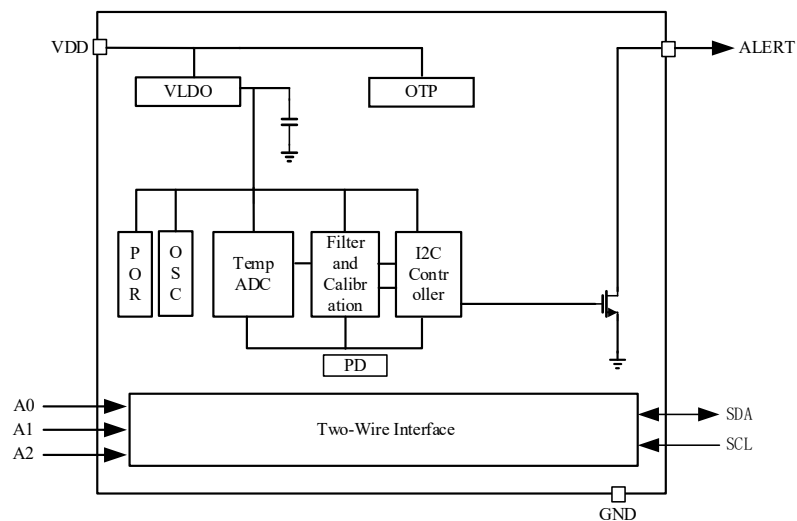 VDD
ALERT
VLDO
OTP
P
O
R
O
S
C
Temp
ADC
Filter
and
Calibr
ation
I2C
Contr
oller
PD
A0
A1
A2
Two-Wire Interface
SDA
SCL
GND